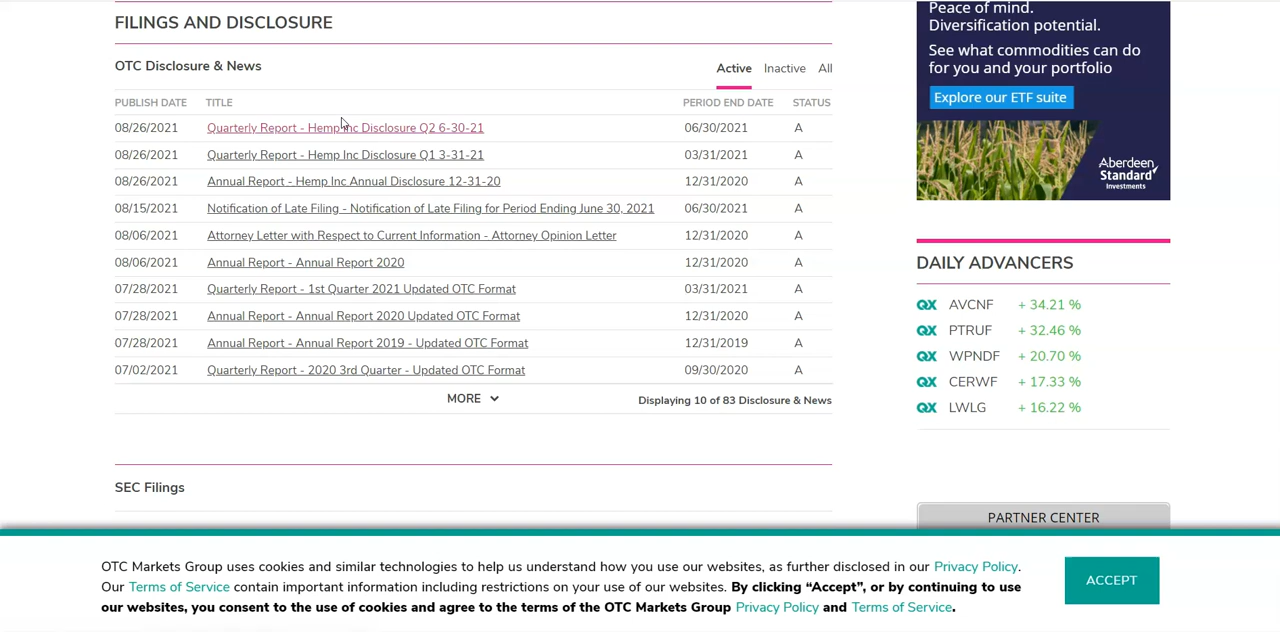 FILINGS AND DISCLOSURE
OTC Disclosure & News
Active Inactive All
PUBLISH DATE TITLE PERIOD END DATE STATUS
08/26/2021 Quarterly Report - Hemp Inc Disclosure Q2 6-30-21 06/30/2021 A
08/26/2021 Quarterly Report - Hemp Inc Disclosure Q1 3-31-21 03/31/2021 A
08/26/2021 Annual Report - Hemp Inc Annual Disclosure 12-31-20 12/31/2020 A
08/15/2021 Notification of Late Filing - Notification of Late Filing for Period Ending June 30, 2021 06/30/2021 A
08/06/2021 Attorney Letter with Respect to Current Information - Attorney Opinion Letter 12/31/2020 A
08/06/2021 Annual Report - Annual Report 2020 12/31/2020 A
07/28/2021 Quarterly Report - 1st Quarter 2021 Updated OTC Format 03/31/2021 A
07/28/2021 Annual Report - Annual Report 2020 Updated OTC Format 12/31/2020 A
07/28/2021 Annual Report - Annual Report 2019 - Updated OTC Format 12/31/2019 A
07/02/2021 Quarterly Report - 2020 3rd Quarter - Updated OTC Format 09/30/2020 A
MORE Displaying 10 of 83 Disclosure & News
SEC Filings
Peace of mind.
Diversification potential.
See what commodities can do
for you and your portfolio
Explore our ETF suite
Aberdeen
Standard
Investments
DAILY ADVANCERS
QX AVCNF + 34.21 %
QX PTRUF + 32.46 %
QX WPNDF + 20.70 %
QX CERWF + 17.33 %
QX LWLG + 16.22 %
PARTNER CENTER
OTC Markets Group uses cookies and similar technologies to help us understand how you use our websites, as further disclosed in our Privacy Policy.
Our Terms of Service contain important information including restrictions on your use of our websites. By clicking “Accept”, or by continuing to use
our websites, you consent to the use of cookies and agree to the terms of the OTC Markets Group Privacy Policy and Terms of Service.
ACCEPT